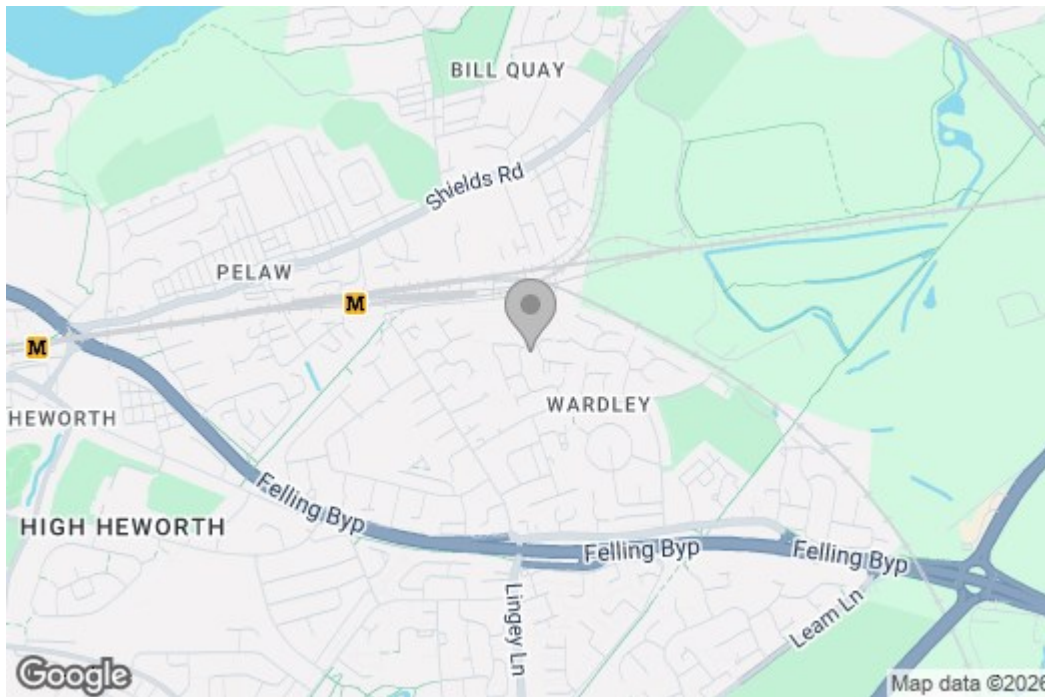 BILL QUAY
Shields Rd
PELAW
M
M
WARDLEY
HEWORTH
Felling Byp
HIGH HEWORTH
Felling Byp
Felling Byp
Lingey Ln
Leam Ln
Google
Map data ©2026